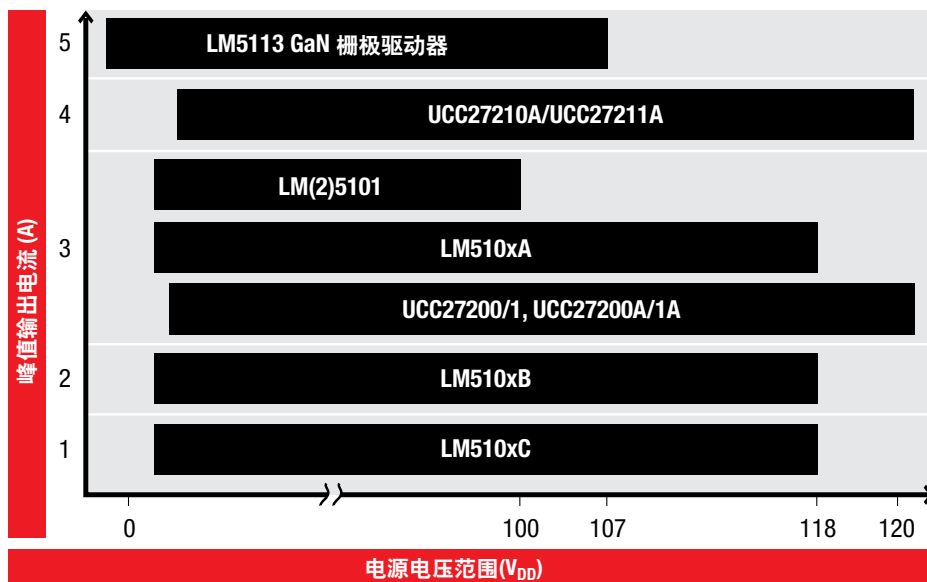 峰值输出电流 (A)
5
LM5113 GaN 栅极驱动器
4
UCC27210A/UCC27211A
LM(2)5101
3
LM510xA
UCC27200/1, UCC27200A/1A
2
LM510xB
1
LM510xC
0
100
107
118
120
电源电压范围(VDD)